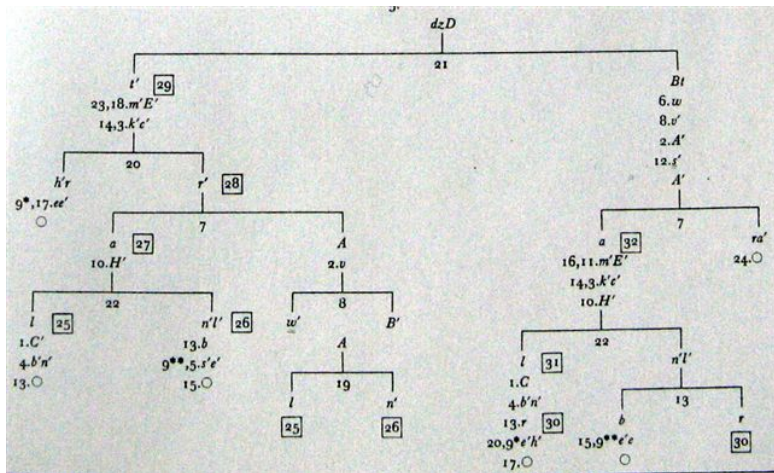 dzD
21
t' 29 Bt
23,18.m'E' 6.w
14,3.k'c' 8.v'
2.A'
20 12.s'
h'r r' 28 A'
9*,17.ee'
○ 7 7
a 27 A a 32 ra'
10.H' 2.v 16,11.m'E' 24.○
14,3.k'c'
22 8 10.H'
l 25 n'l' 26 w' B' 22
1.C' 13.b A l 31 n'l'
4.b'n' 9**,5.s'e' 1.C
13.○ 15.○ 19 4.b'n' 13
l n' 13.r 30 b r
25 26 20,9*e'h' 15,9**e'c 30
17.○ ○